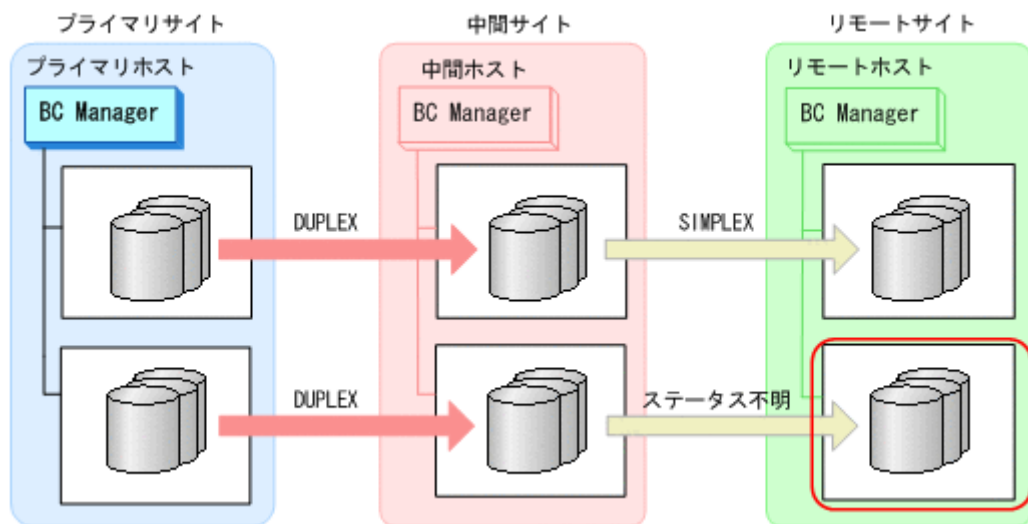 プライマリサイト
中間サイト
リモートサイト
プライマリホスト
中間ホスト
リモートホスト
BC Manager
BC Manager
BC Manager
DUPLEX
SIMPLEX
DUPLEX
ステータス不明